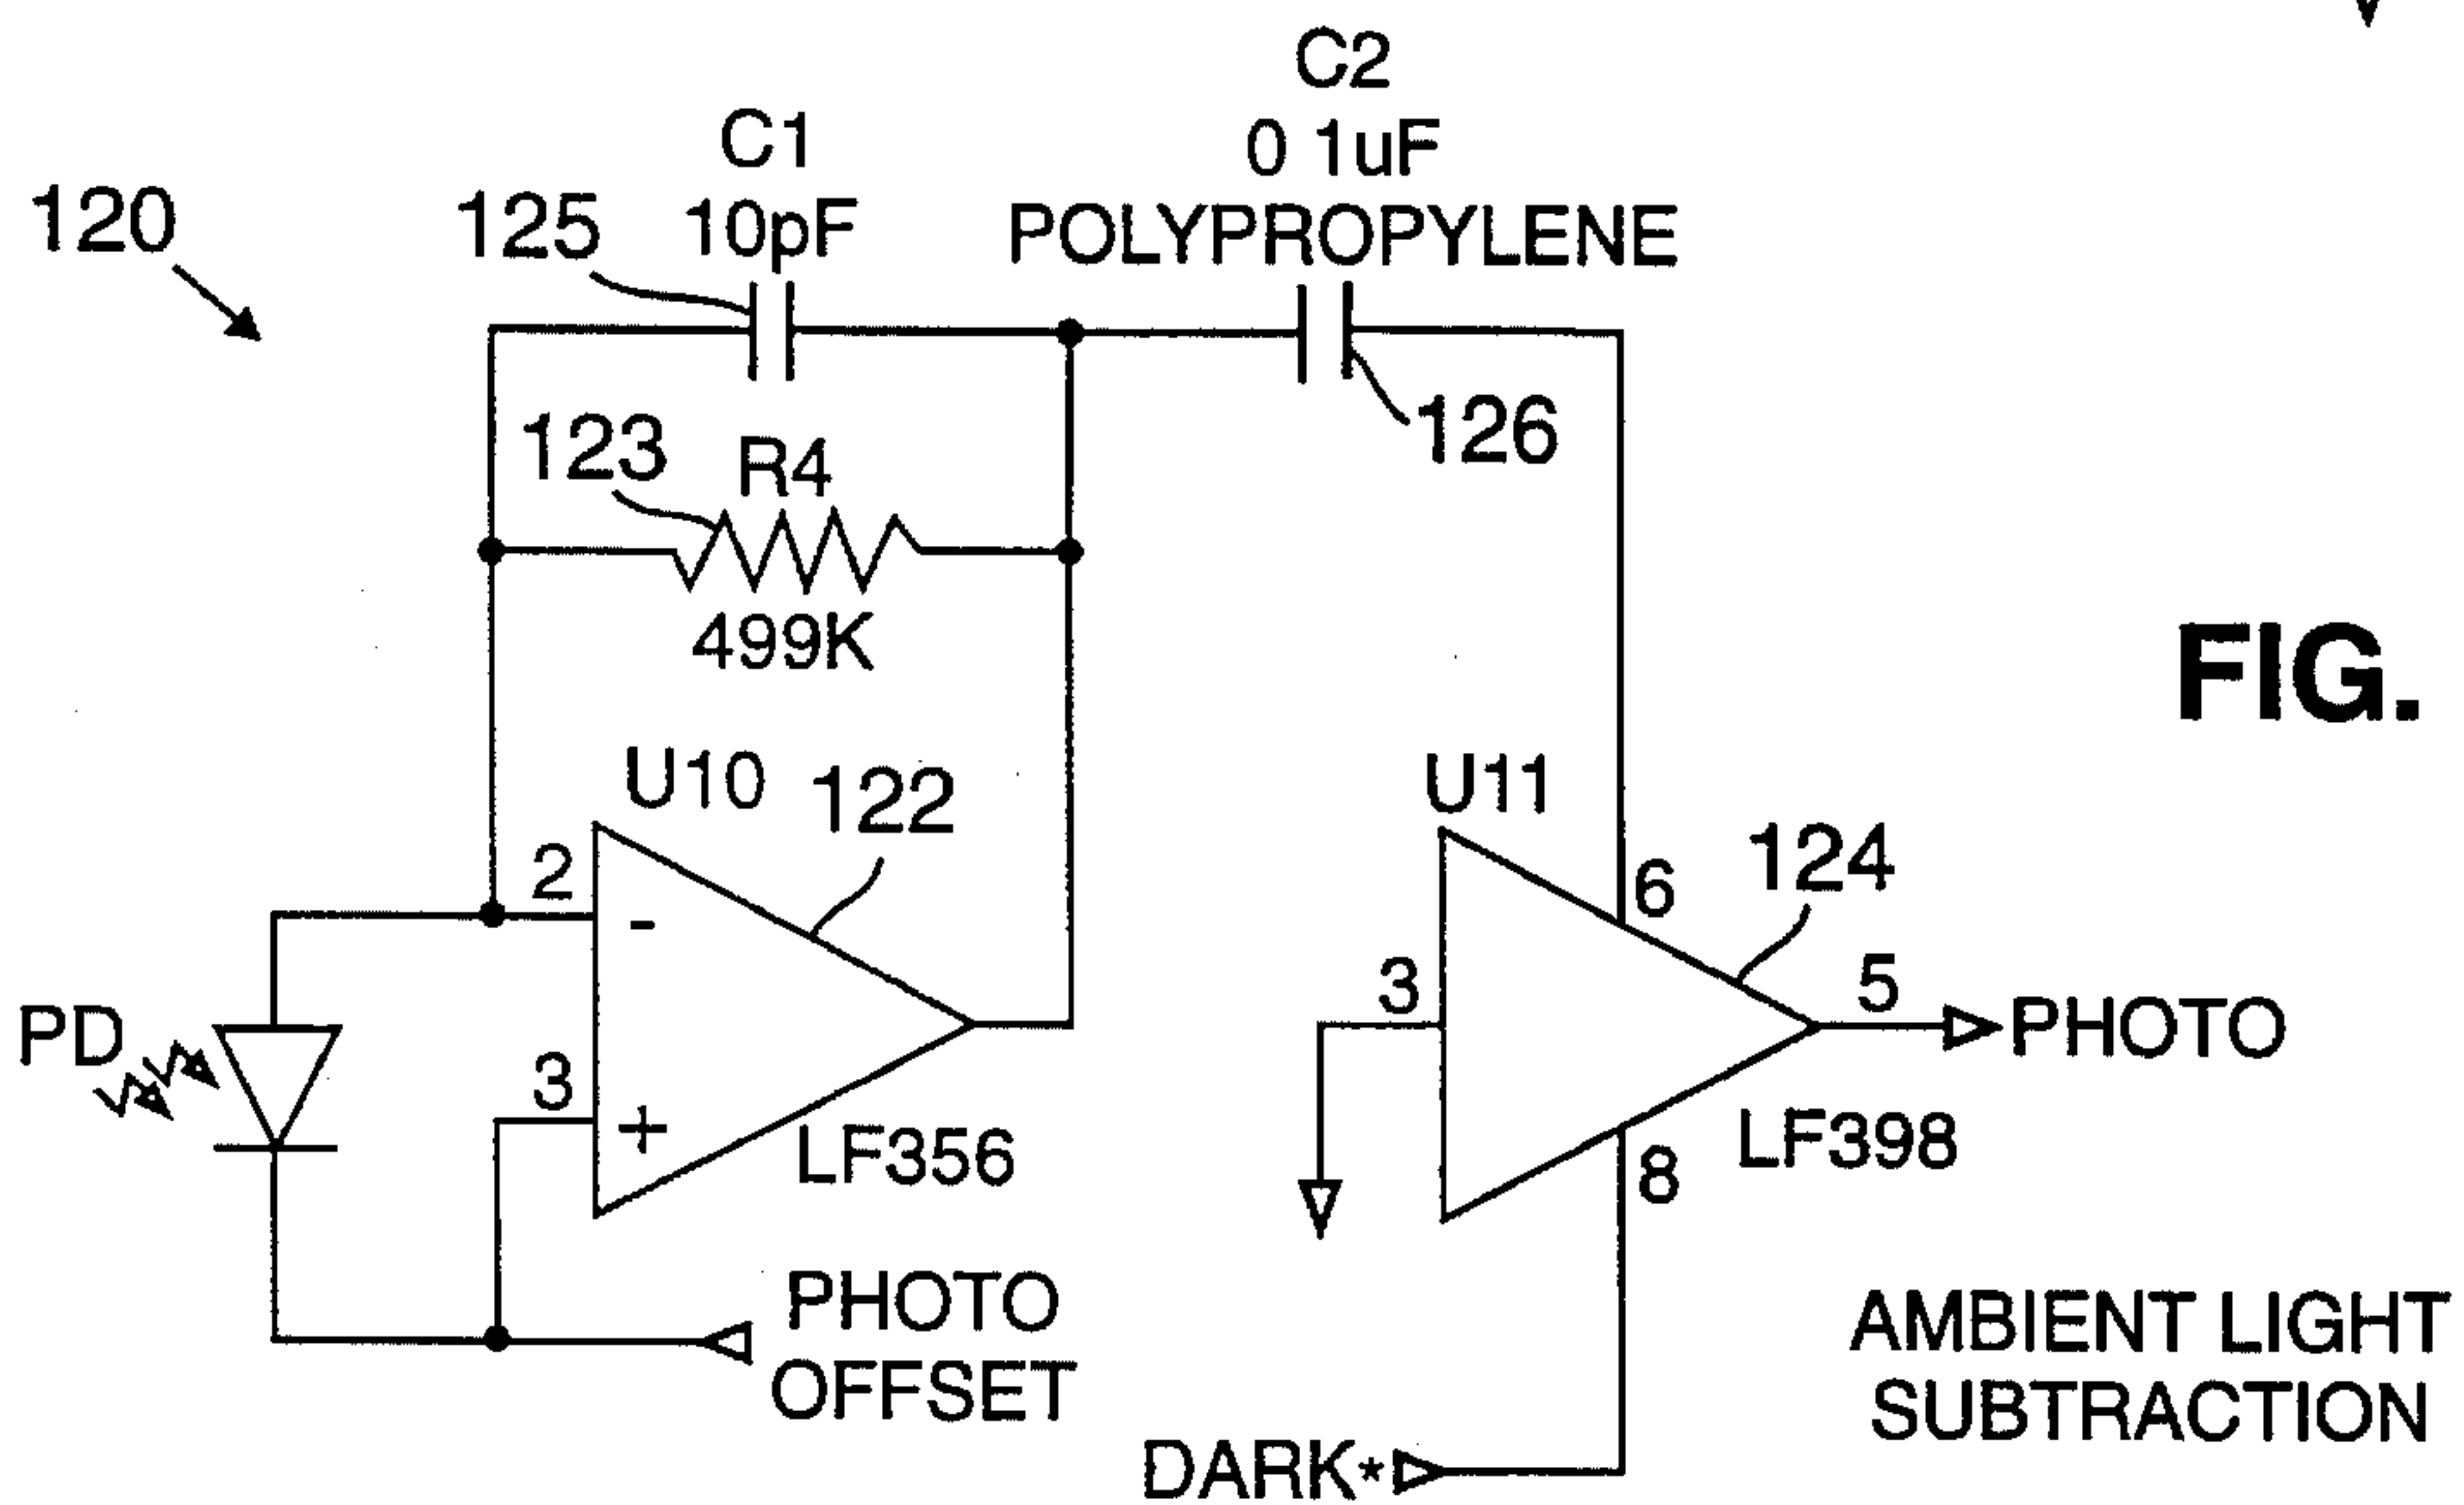 C2
0 1uF
POLYPROPYLENE
C1
10pF
120
125
126
123
R4
499K
FIG.
U10
122
U11
124
2
-
6
3
5
PHOTO
PD
3
+
LF356
LF398
8
PHOTO
OFFSET
AMBIENT LIGHT
SUBTRACTION
DARK*